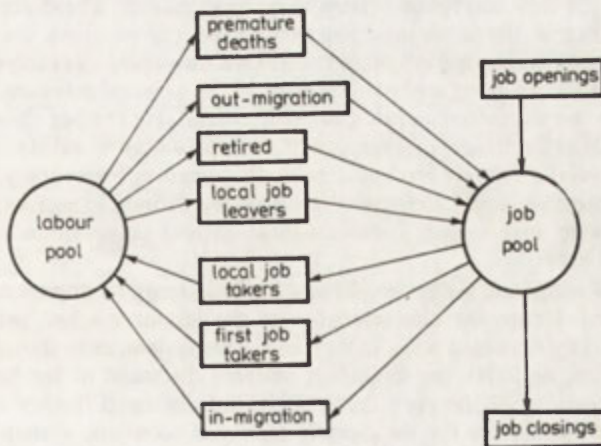 premature
deaths
out-migration
retired
local job
leavers
labour
pool
local job
takers
first job
takers
in-migration
job openings
job
pool
job closings